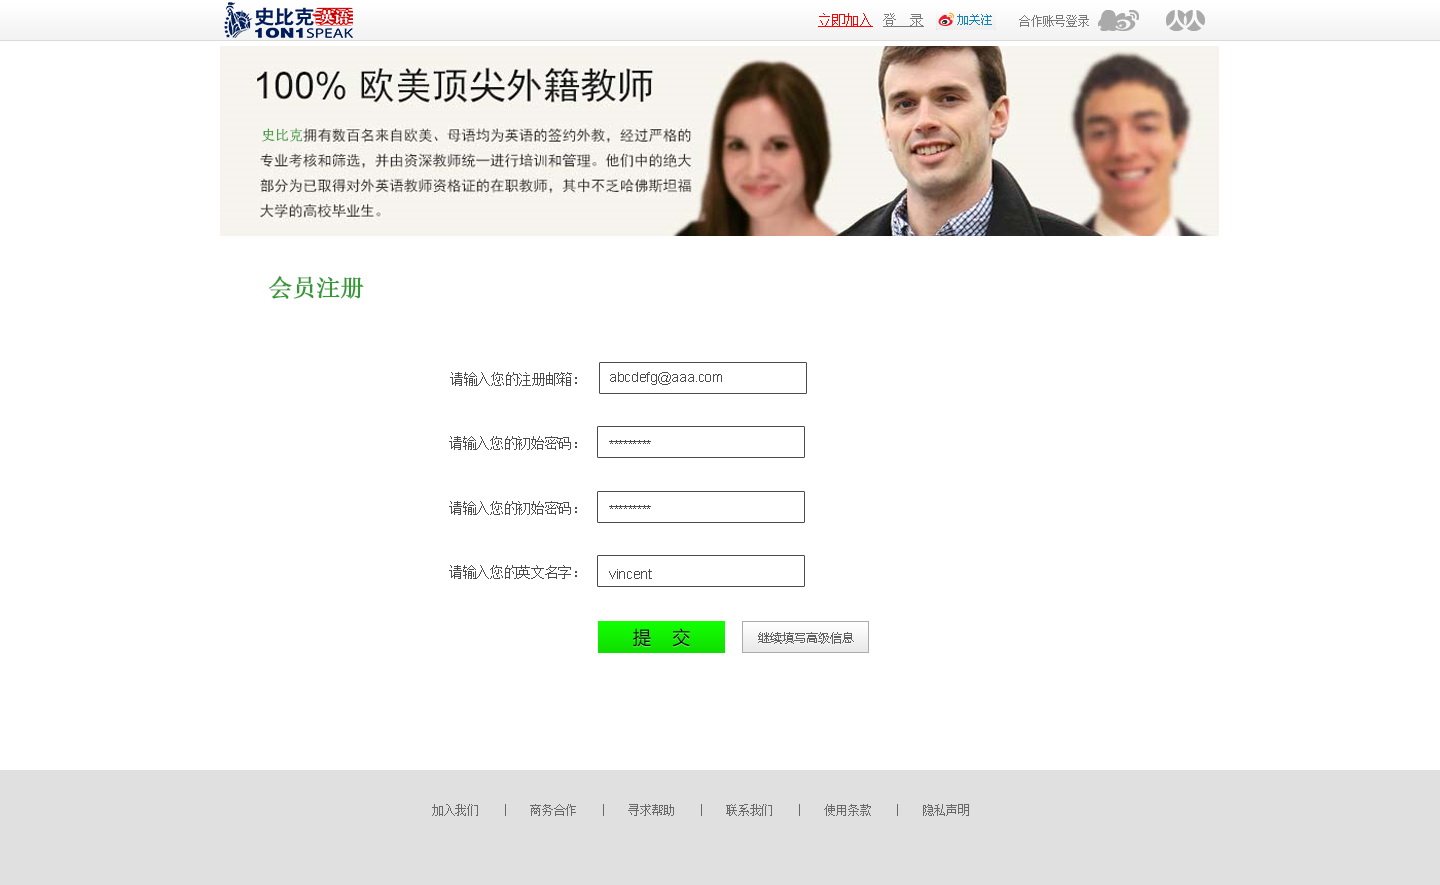 史比克英语
1ON1SPEAK
立即加入 登 录 加关注 合作账号登录
100% 欧美顶尖外籍教师
史比克拥有数百名来自欧美、母语均为英语的签约外教，经过严格的
专业考核和筛选，并由资深教师统一进行培训和管理。他们中的绝大
部分为已取得对外英语教师资格证的在职教师，其中不乏哈佛斯坦福
大学的高校毕业生。
会员注册
请输入您的注册邮箱： abcdefg@aaa.com
请输入您的初始密码： *********
请输入您的初始密码： *********
请输入您的英文名字： vincent
提 交 继续填写高级信息
加入我们 | 商务合作 | 寻求帮助 | 联系我们 | 使用条款 | 隐私声明